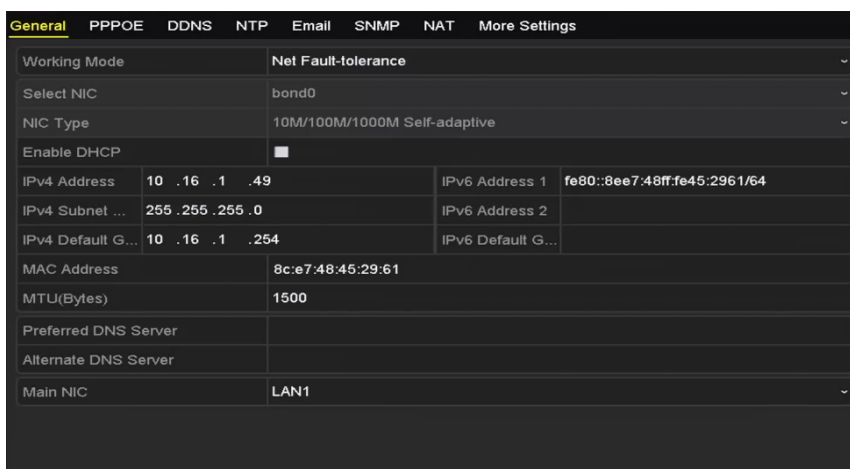 General PPPOE DDNS NTP Email SNMP NAT More Settings
Working Mode Net Fault-tolerance
Select NIC bond0
NIC Type 10M/100M/1000M Self-adaptive
Enable DHCP
IPv4 Address 10 .16 .1 .49 IPv6 Address 1 fe80::8ee7:48ff:fe45:2961/64
IPv4 Subnet ... 255.255.255.0 IPv6 Address 2
IPv4 Default G... 10 .16 .1 .254 IPv6 Default G...
MAC Address 8c:e7:48:45:29:61
MTU(Bytes) 1500
Preferred DNS Server
Alternate DNS Server
Main NIC LAN1